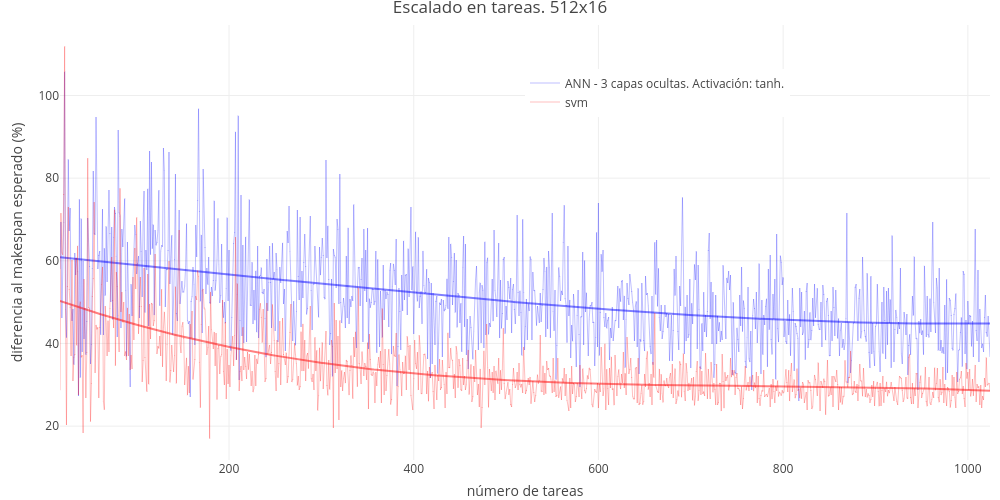 Escalado en tareas. 512x16
ANN - 3 capas ocultas. Activación: tanh.
svm
diferencia al makespan esperado (%)
100
80
60
40
20
200
400
600
800
1000
número de tareas